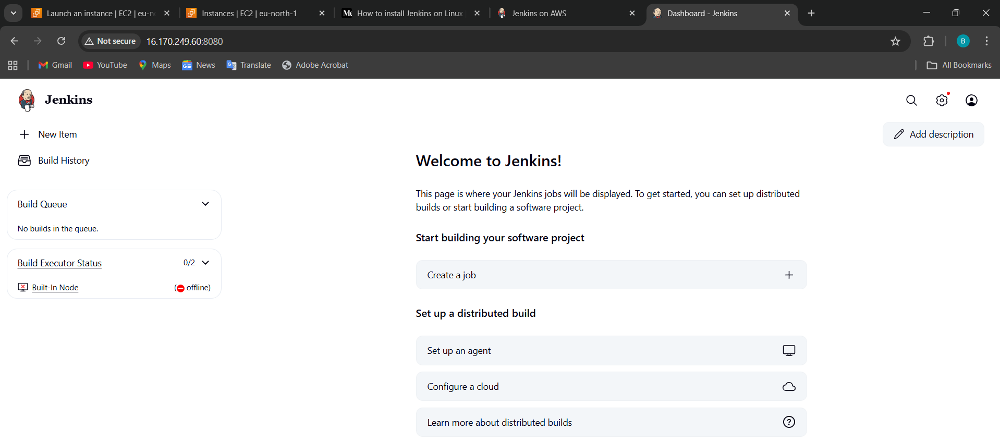 Launch an instance | EC2 | eu-n
Instances | EC2 | eu-north-1
How to install Jenkins on Linux
Jenkins on AWS
Dashboard - Jenkins
Not secure
16.170.249.60:8080
B
Gmail
YouTube
Maps
News
Translate
Adobe Acrobat
All Bookmarks
Jenkins
New Item
Add description
Build History
Welcome to Jenkins!
This page is where your Jenkins jobs will be displayed. To get started, you can set up distributed
builds or start building a software project.
Build Queue
No builds in the queue.
Start building your software project
Build Executor Status 0/2
Create a job
Built-In Node (offline)
Set up a distributed build
Set up an agent
Configure a cloud
Learn more about distributed builds